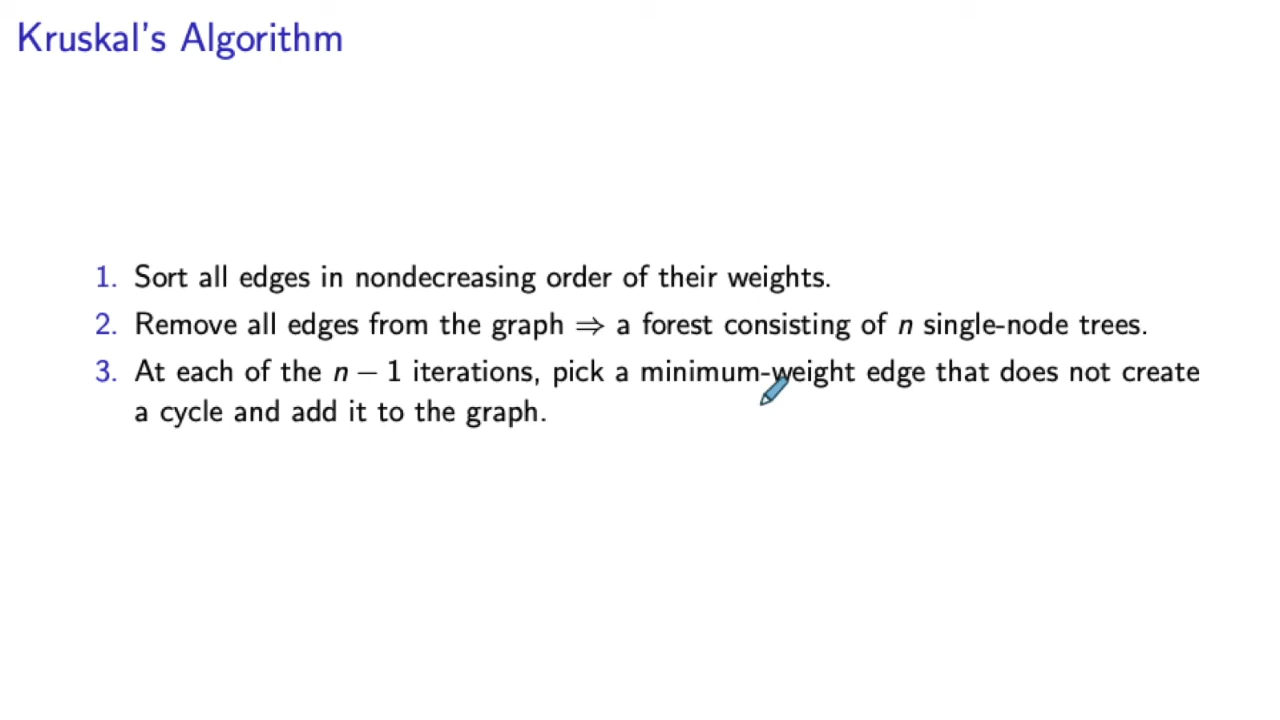 Kruskal's Algorithm
1. Sort all edges in nondecreasing order of their weights.
2. Remove all edges from the graph ⇒ a forest consisting of n single-node trees.
3. At each of the n − 1 iterations, pick a minimum-weight edge that does not create
a cycle and add it to the graph.